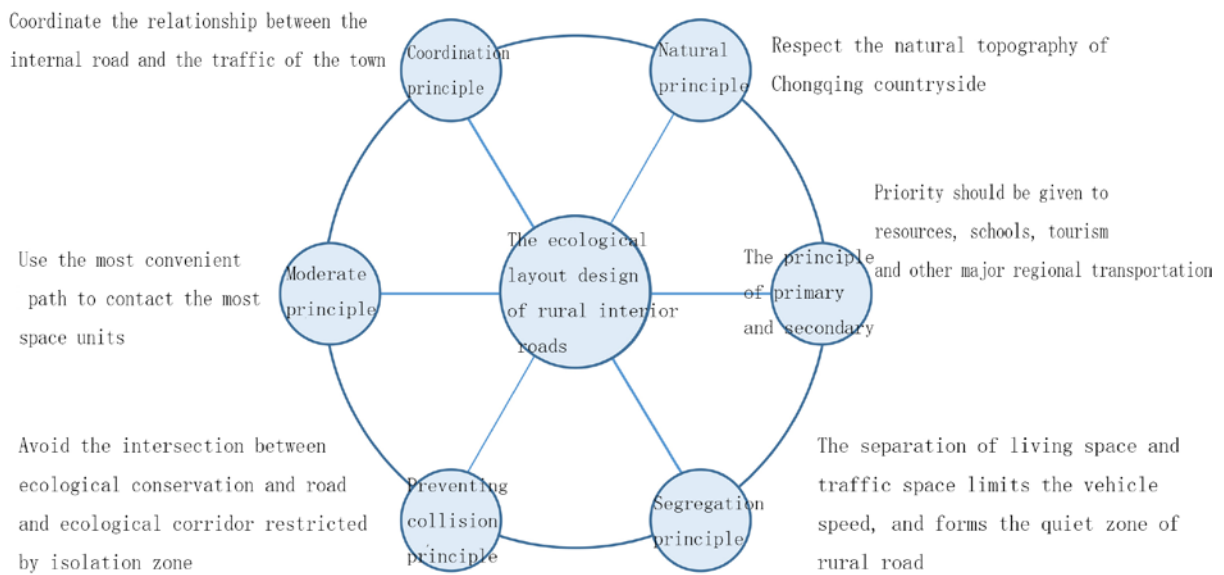 Coordinate the relationship between the
internal road and the traffic of the town
Coordination
principle
Natural
principle
Respect the natural topography of
Chongqing countryside
Priority should be given to
resources, schools, tourism
and other major regional transportation
The principle
of primary
and secondary
The ecological
layout design
of rural interior
roads
Moderate
principle
Use the most convenient
path to contact the most
space units
Avoid the intersection between
ecological conservation and road
and ecological corridor restricted
by isolation zone
Preventing
collision
principle
Segregation
principle
The separation of living space and
traffic space limits the vehicle
speed, and forms the quiet zone of
rural road